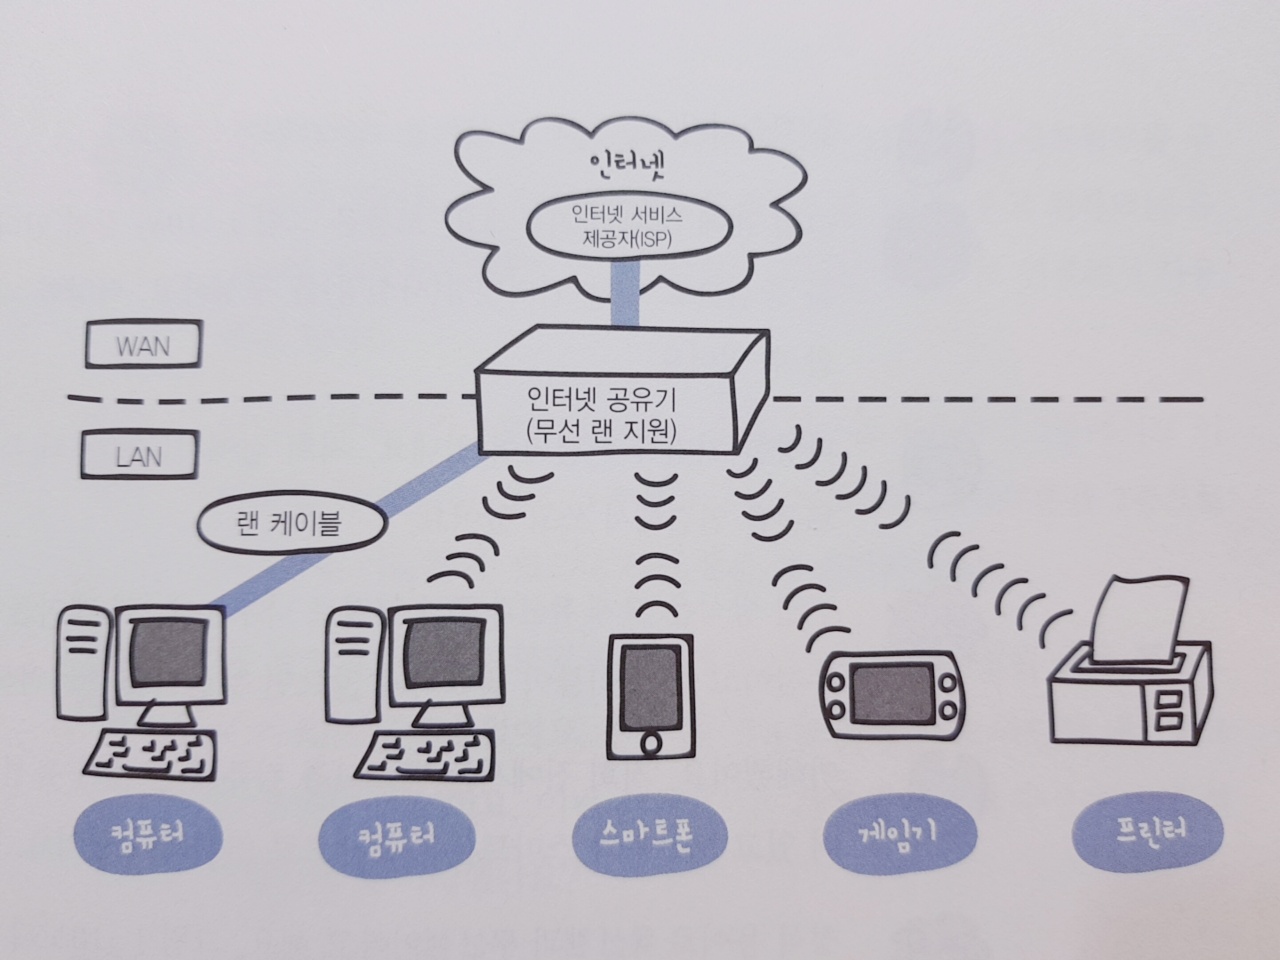 인터넷
인터넷 서비스
제공자(ISP)
WAN
인터넷 공유기
(무선 랜 지원)
LAN
랜 케이블
컴퓨터
컴퓨터
스마트폰
게임기
프린터